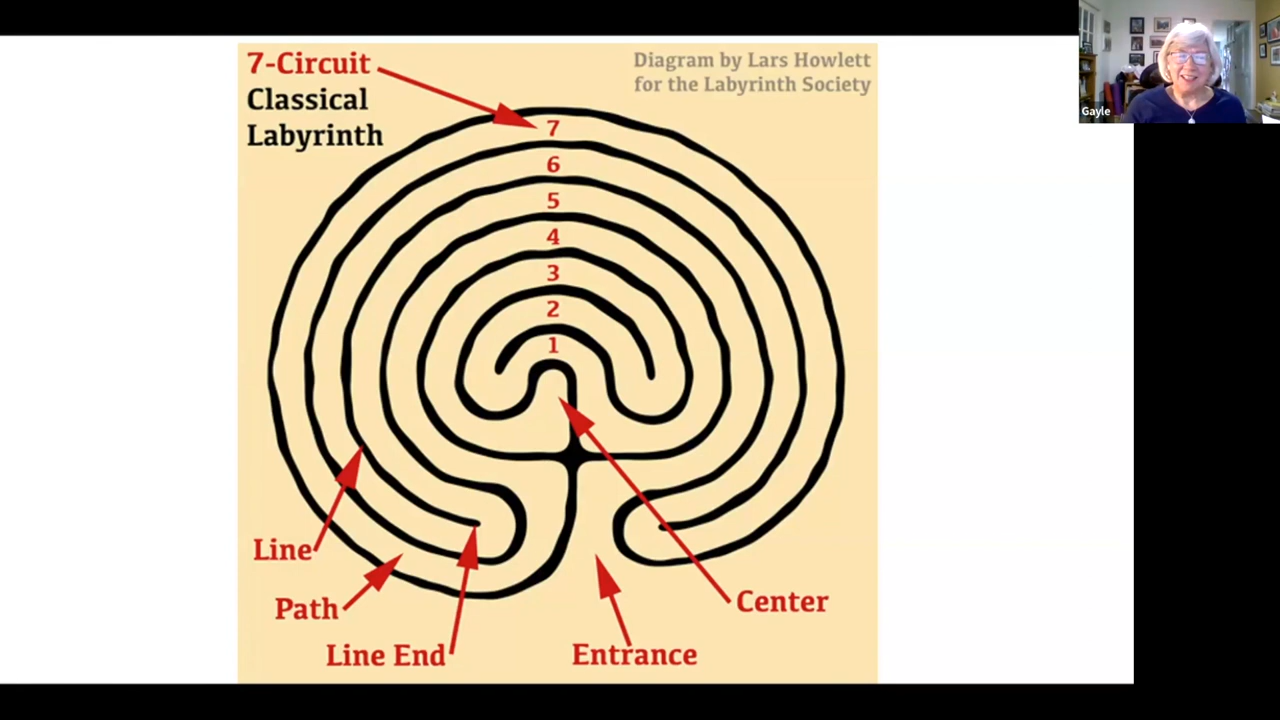 7-Circuit
Classical
Labyrinth
Diagram by Lars Howlett
for the Labyrinth Society
Gayle
7
6
5
4
3
2
1
Line
Path
Line End
Entrance
Center